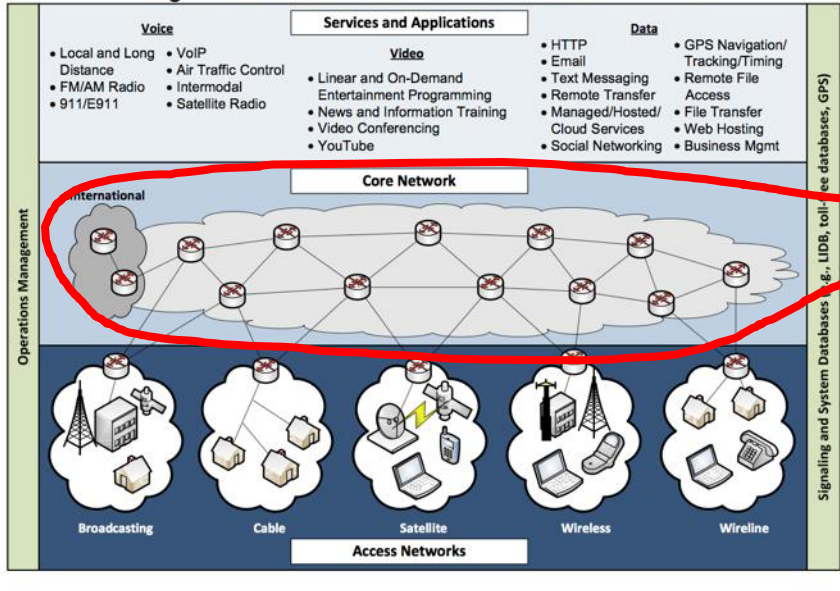 Services and Applications
Voice
• Local and Long
Distance
• FM/AM Radio
• 911/E911
• VoIP
• Air Traffic Control
• Intermodal
• Satellite Radio
Video
• Linear and On-Demand
Entertainment Programming
• News and Information Training
• Video Conferencing
• YouTube
Data
• HTTP
• Email
• Text Messaging
• Remote Transfer
• Managed/Hosted/
Cloud Services
• Social Networking
• GPS Navigation/
Tracking/Timing
• Remote File
Access
• File Transfer
• Web Hosting
• Business Mgmt
Operations Management
Core Network
International
Signaling and System Databases (e.g., LIDB, toll-free databases, GPS)
Broadcasting
Cable
Satellite
Wireless
Wireline
Access Networks